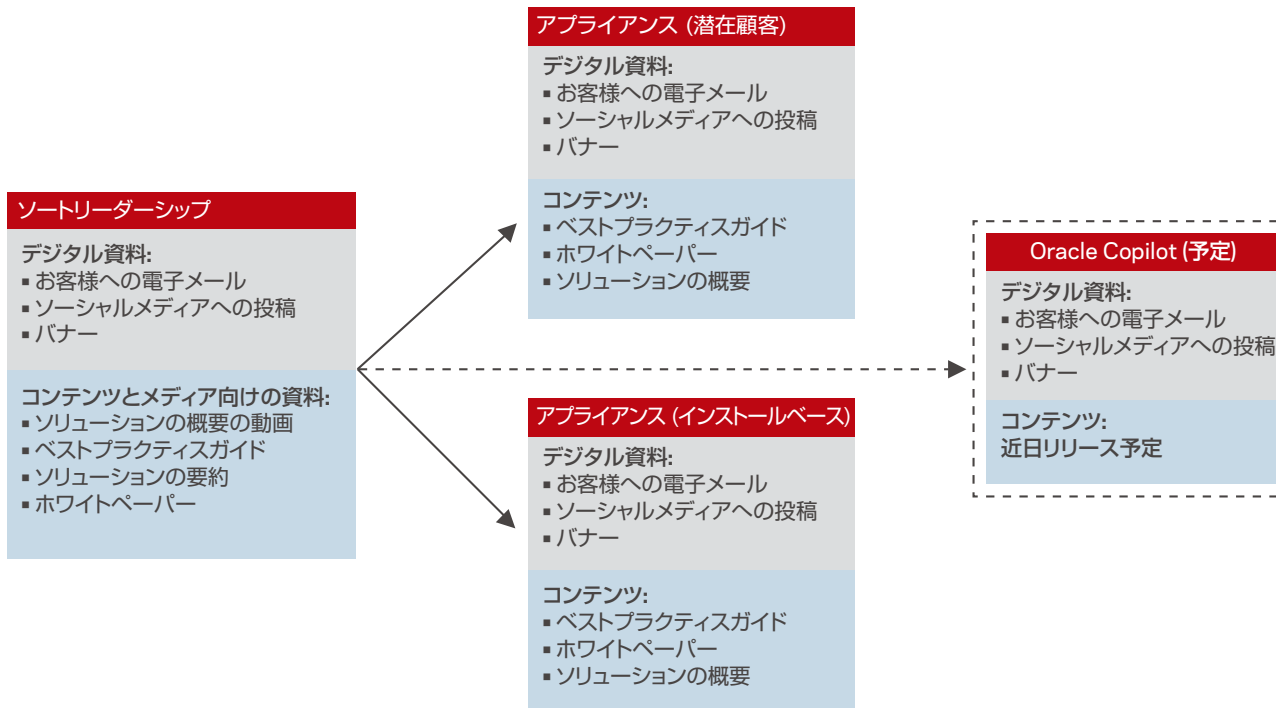 ソートリーダーシップ
デジタル資料:
▪ お客様への電子メール
▪ ソーシャルメディアへの投稿
▪ バナー
コンテンツとメディア向けの資料:
▪ ソリューションの概要の動画
▪ ベストプラクティスガイド
▪ ソリューションの要約
▪ ホワイトペーパー
アプライアンス (潜在顧客)
デジタル資料:
▪ お客様への電子メール
▪ ソーシャルメディアへの投稿
▪ バナー
コンテンツ:
▪ ベストプラクティスガイド
▪ ホワイトペーパー
▪ ソリューションの概要
アプライアンス (インストールベース)
デジタル資料:
▪ お客様への電子メール
▪ ソーシャルメディアへの投稿
▪ バナー
コンテンツ:
▪ ベストプラクティスガイド
▪ ホワイトペーパー
▪ ソリューションの概要
Oracle Copilot (予定)
デジタル資料:
▪ お客様への電子メール
▪ ソーシャルメディアへの投稿
▪ バナー
コンテンツ:
近日リリース予定